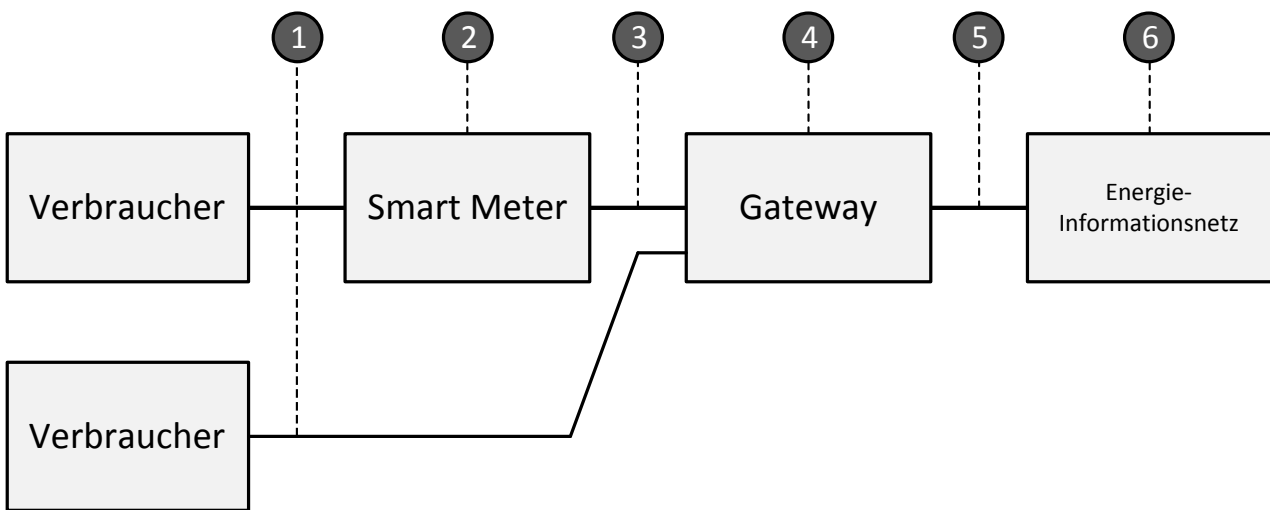 1 2 3 4 5 6
Verbraucher Smart Meter Gateway Energie-
Informationsnetz
Verbraucher